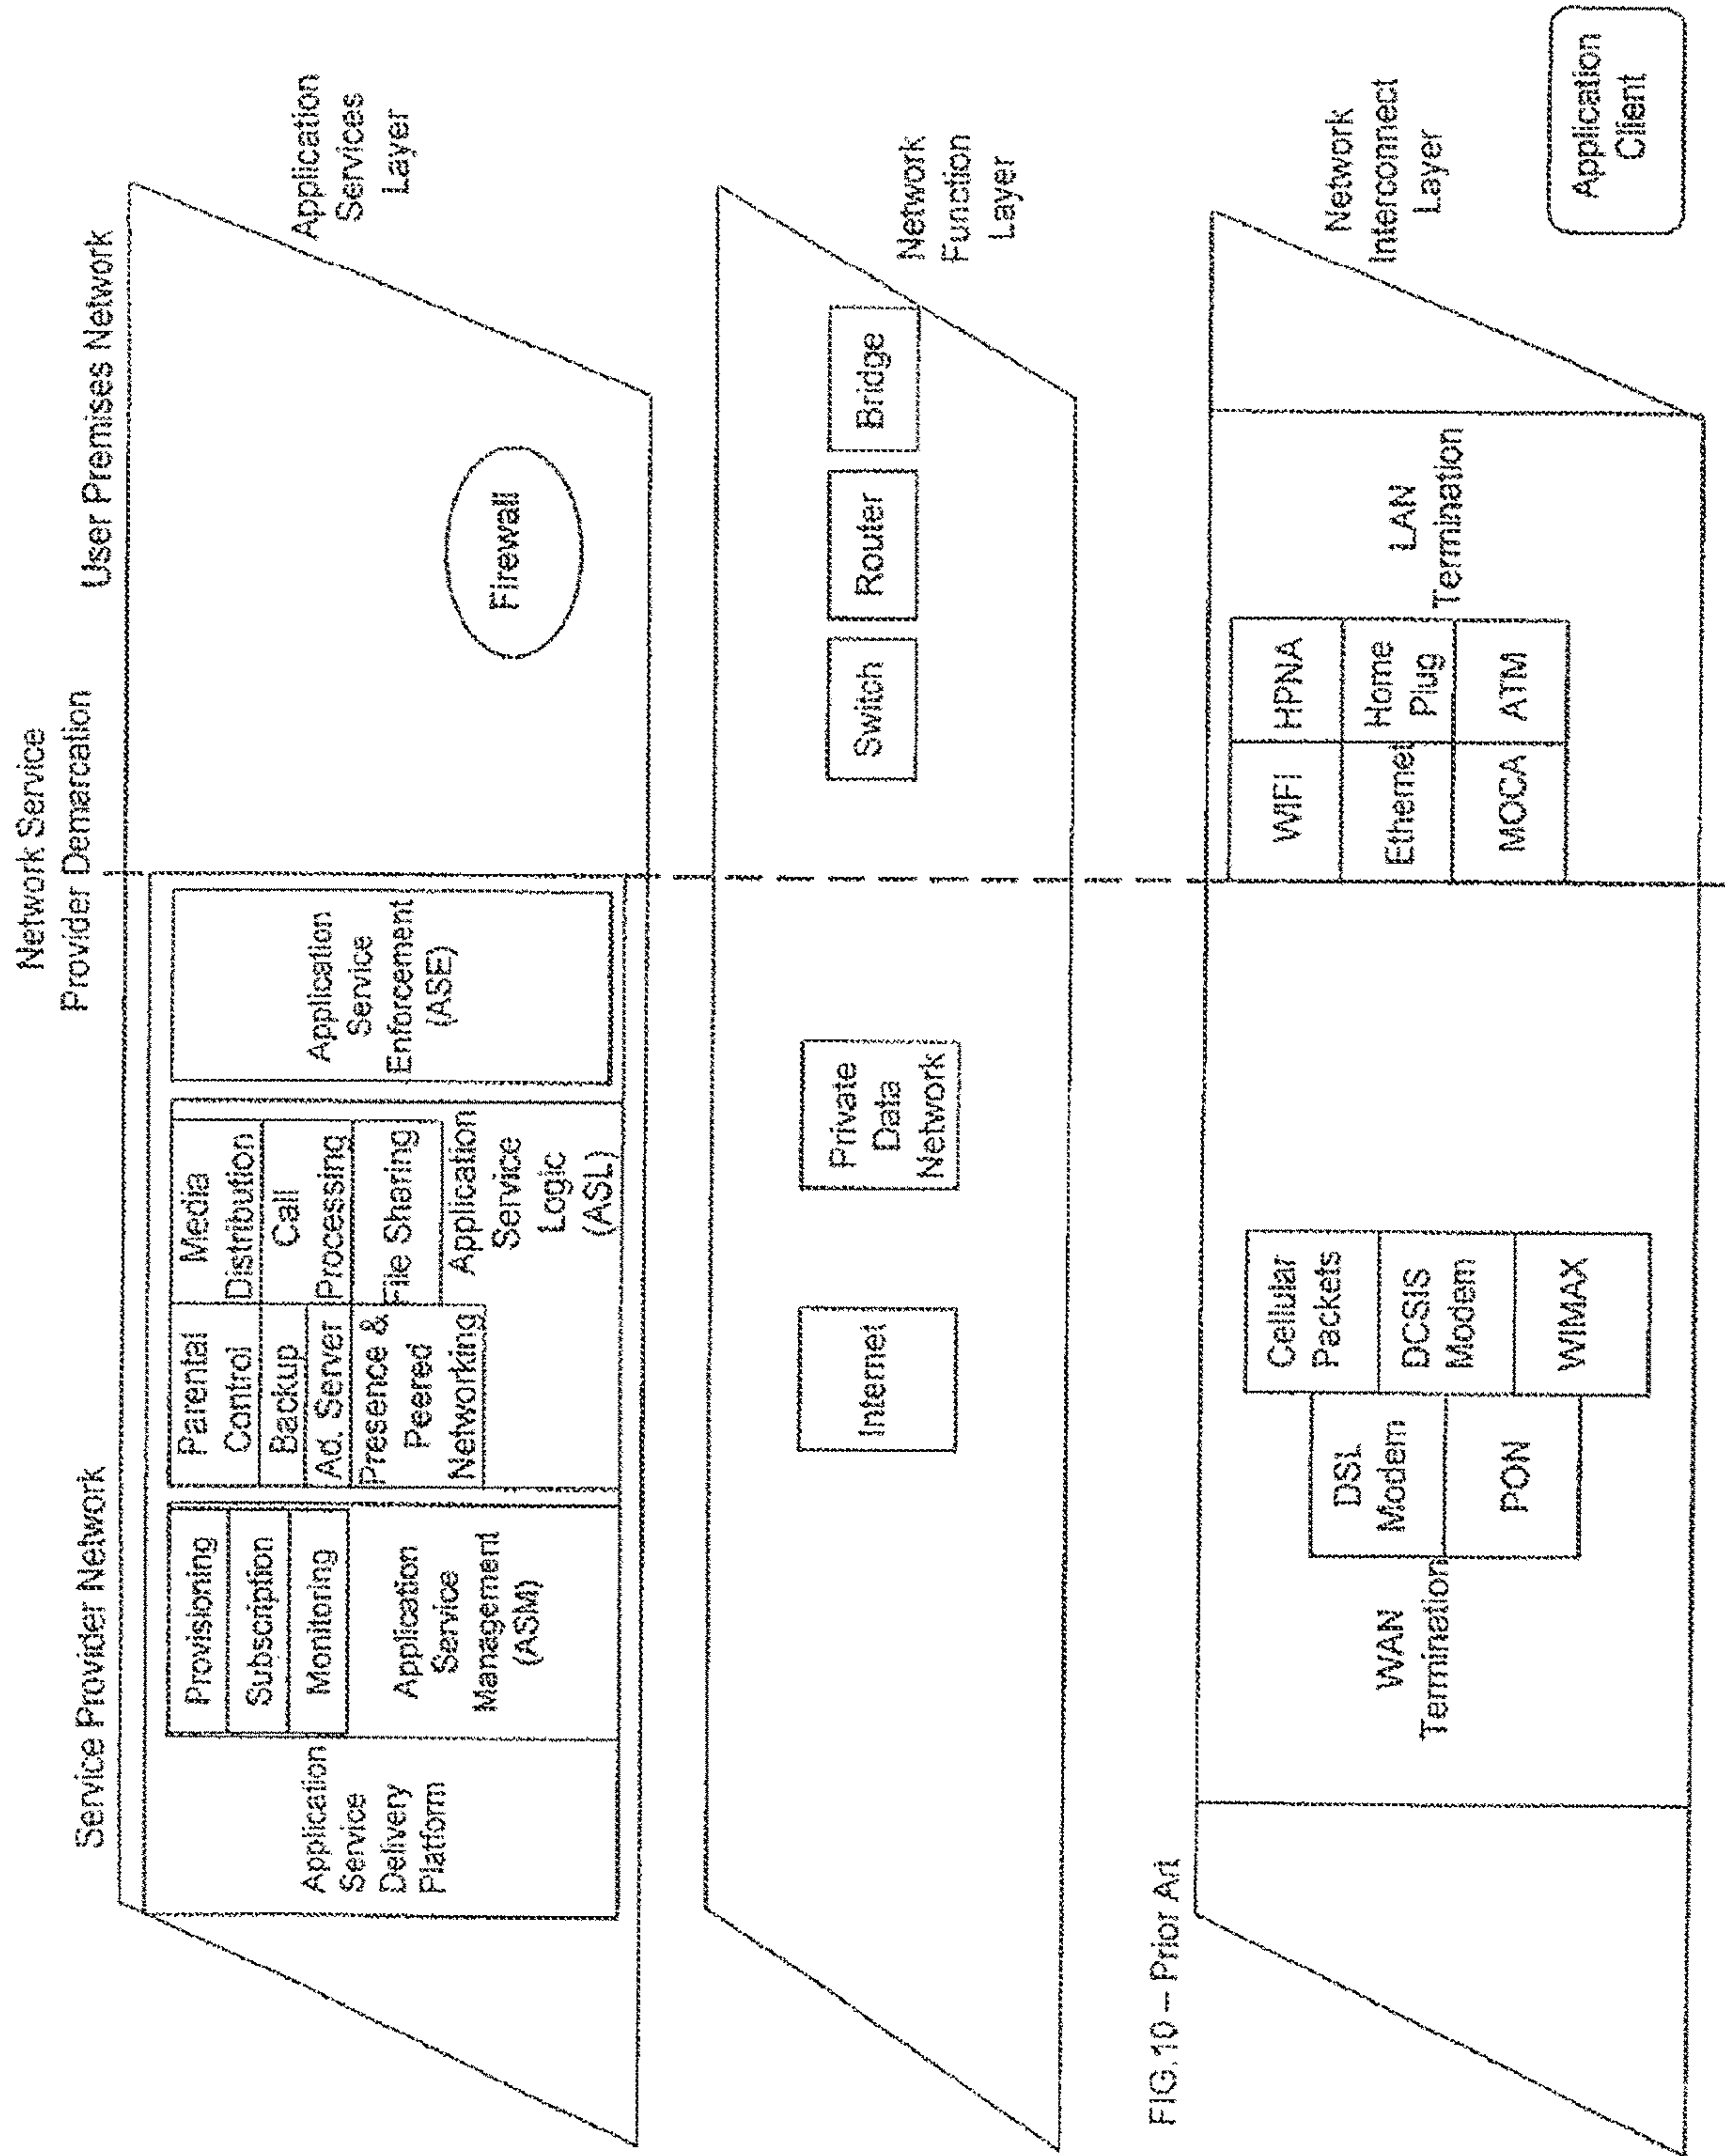 Network Service
Provider Demarcation
Service Provider Network
User Premises Network
Application
Service
Delivery
Platform
Provisioning
Subscription
Monitoring
Application
Service
Management
(ASM)
Parental
Control
Backup
Ad. Server
Presence &
Peered
Networking
Media
Distribution
Call
Processing
File Sharing
Application
Service
Logic
(ASL)
Application
Service
Enforcement
(ASE)
Firewall
Application
Services
Layer
Internet
Private
Data
Network
Switch
Router
Bridge
Network
Function
Layer
FIG.10 – Prior Art
WAN
Termination
DSL
Modem
PON
Cellular
Packets
DCSIS
Modem
WIMAX
WIFI
HPNA
Ethernet
Home
Plug
MOCA
ATM
LAN
Termination
Network
Interconnect
Layer
Application
Client